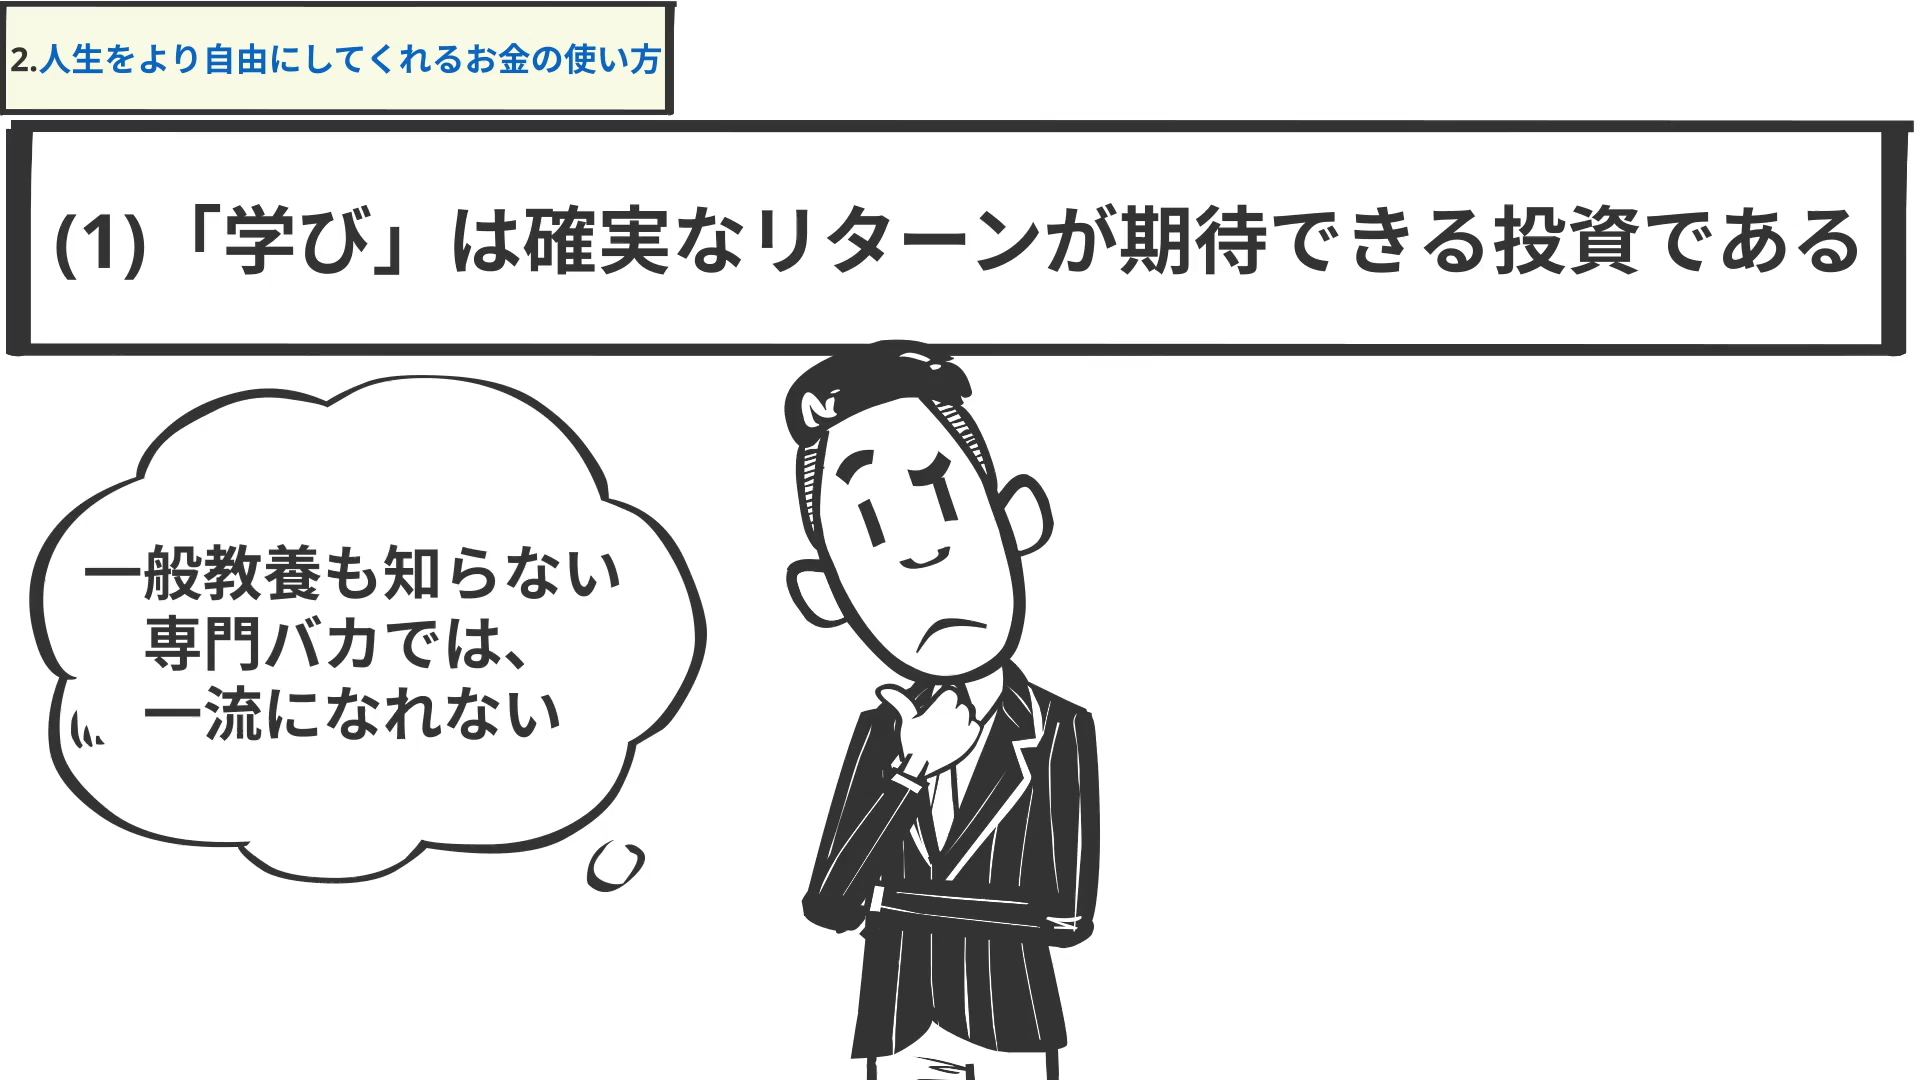 2.人生をより自由にしてくれるお金の使い方
(1)「学び」は確実なリターンが期待できる投資である
一般教養も知らない
専門バカでは、
一流になれない